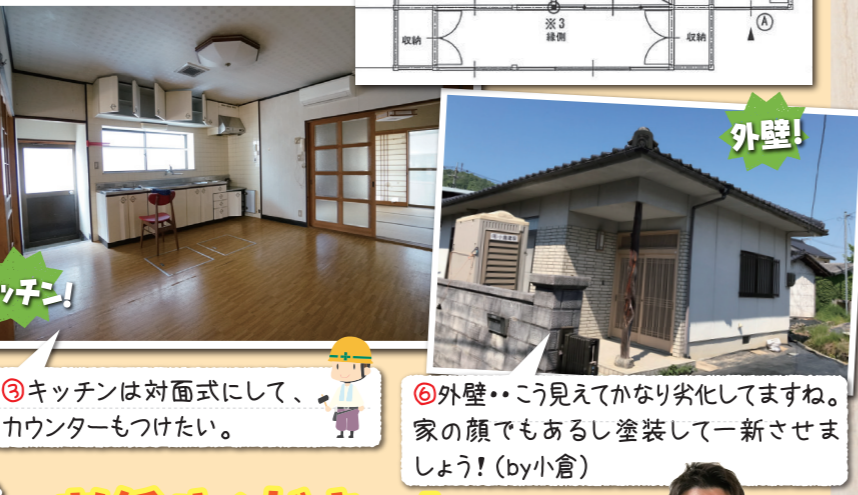 収納
※3
縁側
収納
A
外壁!
ッチン!
③キッチンは対面式にして、
カウンターもつけたい。
⑥外壁・・こう見えてかなり劣化してますね。
家の顔でもあるし塗装して一新させま
しょう！(by小倉)